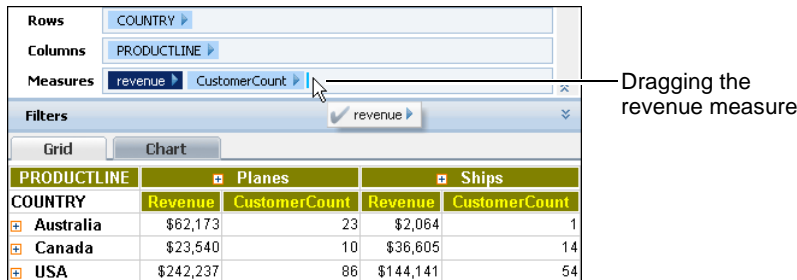 Rows COUNTRY
Columns PRODUCTLINE
Measures revenue CustomerCount
Dragging the
revenue measure
revenue
Filters
Grid Chart
PRODUCTLINE Planes Ships
COUNTRY Revenue CustomerCount Revenue CustomerCount
Australia $62,173 23 $2,064 1
Canada $23,540 10 $36,605 14
USA $242,237 86 $144,141 54